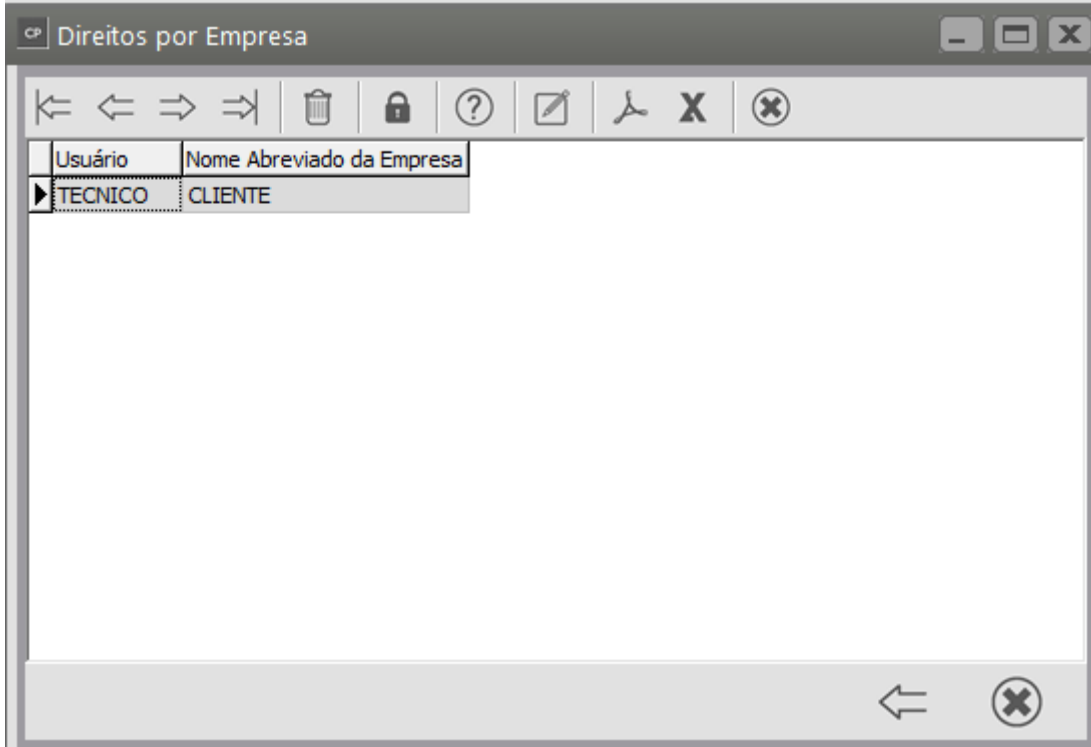 CP Direitos por Empresa
?
X
Usuário Nome Abreviado da Empresa
TECNICO CLIENTE